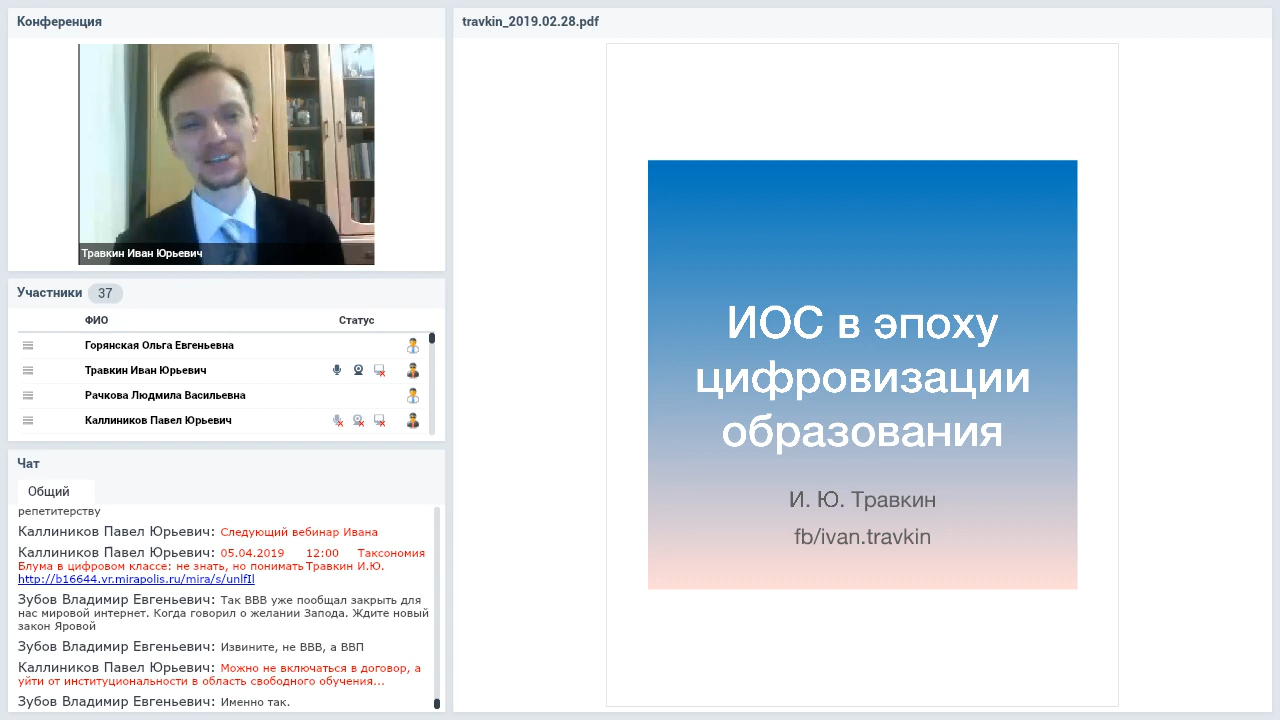 Конференция
Травкин Иван Юрьевич
Участники 37
ФИО Статус
Горянская Ольга Евгеньевна
Травкин Иван Юрьевич
Рачкова Людмила Васильевна
Каллиников Павел Юрьевич
Чат
Общий
репетитерству
Каллиников Павел Юрьевич: Следующий вебинар Ивана
Каллиников Павел Юрьевич: 05.04.2019 12:00 Таксономия
Блума в цифровом классе: не знать, но понимать Травкин И.Ю.
http://b16644.vr.mirapolis.ru/mira/s/unlfIl
Зубов Владимир Евгеньевич: Так ВВВ уже пообщал закрыть для
нас мировой интернет. Когда говорил о желании Запода. Ждите новый
закон Яровой
Зубов Владимир Евгеньевич: Извините, не ВВВ, а ВВП
Каллиников Павел Юрьевич: Можно не включаться в договор, а
уйти от институциональности в область свободного обучения...
Зубов Владимир Евгеньевич: Именно так.
travkin_2019.02.28.pdf
ИОС в эпоху
цифровизации
образования
И. Ю. Травкин
fb/ivan.travkin